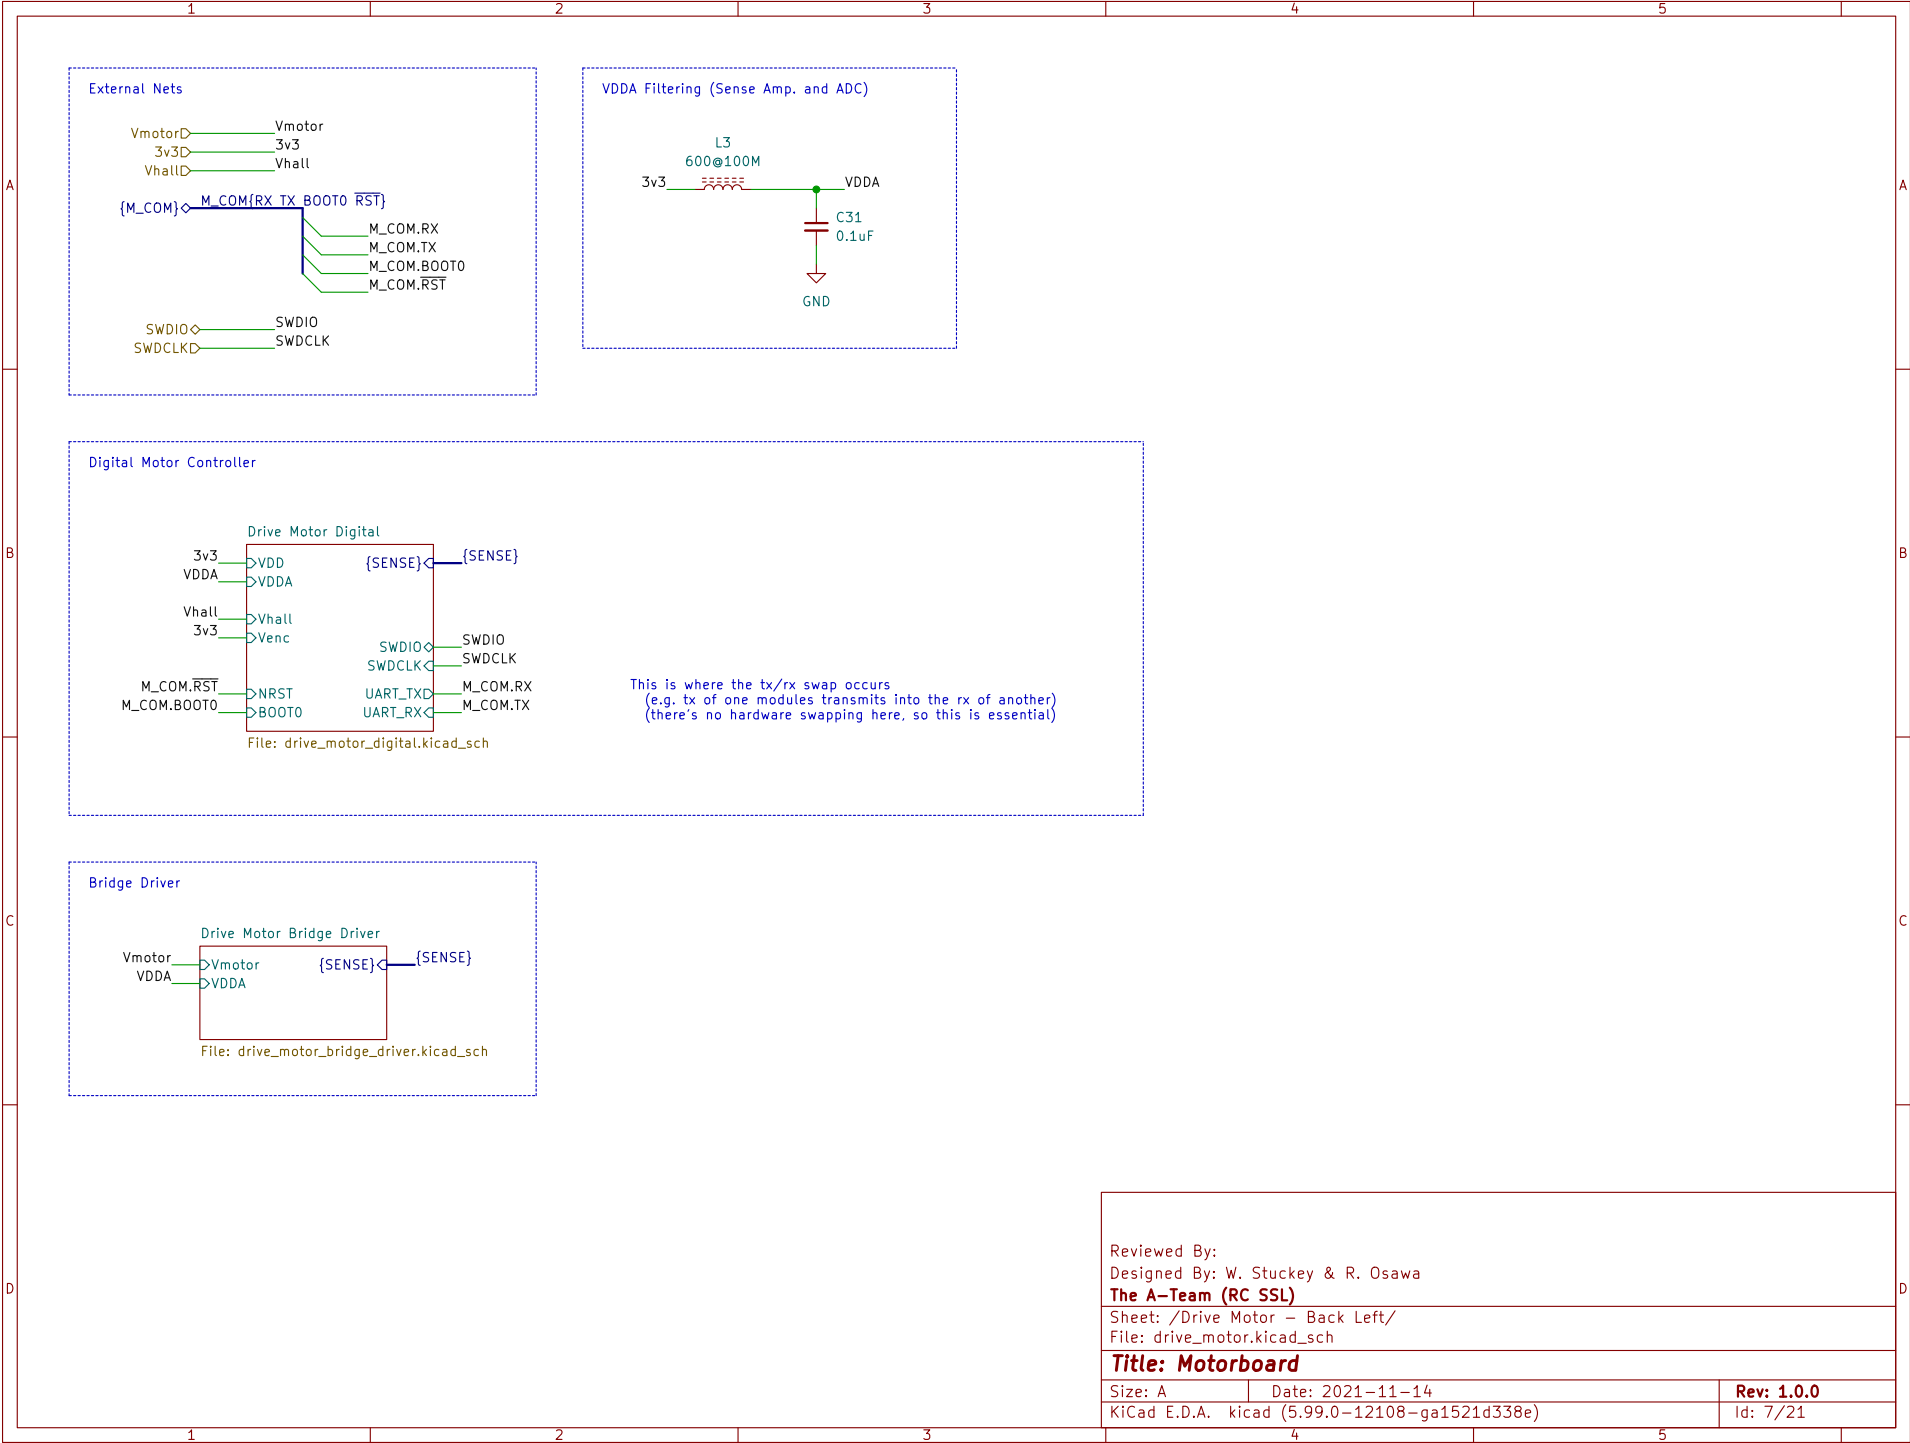 1 2 3 4 5
A A
B B
C C
D D
External Nets
Vmotor Vmotor
3v3 3v3
Vhall Vhall
{M_COM} M_COM{RX TX BOOT0 RST}
M_COM.RX
M_COM.TX
M_COM.BOOT0
M_COM.RST
SWDIO SWDIO
SWDCLK SWDCLK
VDDA Filtering (Sense Amp. and ADC)
L3
600@100M
3v3 VDDA
C31
0.1uF
GND
Digital Motor Controller
Drive Motor Digital
3v3 VDD {SENSE} {SENSE}
VDDA VDDA
Vhall Vhall
3v3 Venc
SWDIO SWDIO
SWDCLK SWDCLK
M_COM.RST NRST UART_TX M_COM.RX
M_COM.BOOT0 BOOT0 UART_RX M_COM.TX
File: drive_motor_digital.kicad_sch
This is where the tx/rx swap occurs
(e.g. tx of one modules transmits into the rx of another)
(there's no hardware swapping here, so this is essential)
Bridge Driver
Drive Motor Bridge Driver
Vmotor Vmotor {SENSE} {SENSE}
VDDA VDDA
File: drive_motor_bridge_driver.kicad_sch
Reviewed By:
Designed By: W. Stuckey & R. Osawa
The A-Team (RC SSL)
Sheet: /Drive Motor - Back Left/
File: drive_motor.kicad_sch
Title: Motorboard
Size: A Date: 2021-11-14 Rev: 1.0.0
KiCad E.D.A. kicad (5.99.0-12108-ga1521d338e) Id: 7/21
1 2 3 4 5